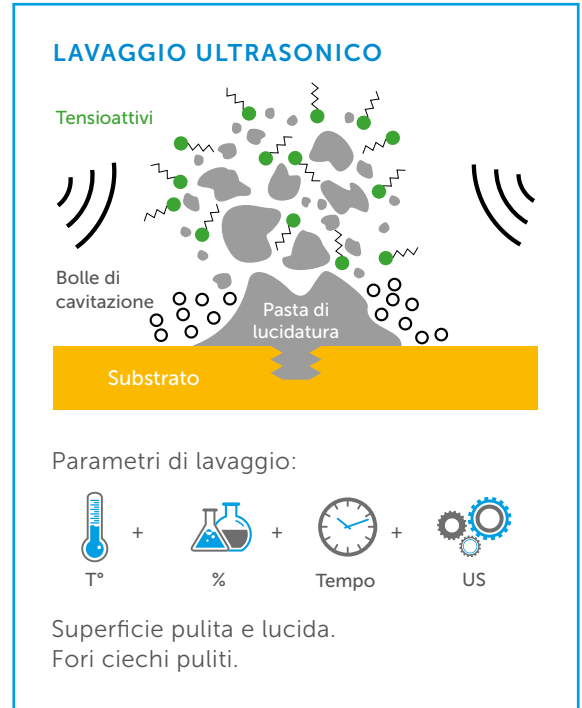 LAVAGGIO ULTRASONICO
Tensioattivi
Bolle di
cavitazione
Pasta di
lucidatura
Substrato
Parametri di lavaggio:
+ + +
T° % Tempo US
Superficie pulita e lucida.
Fori ciechi puliti.